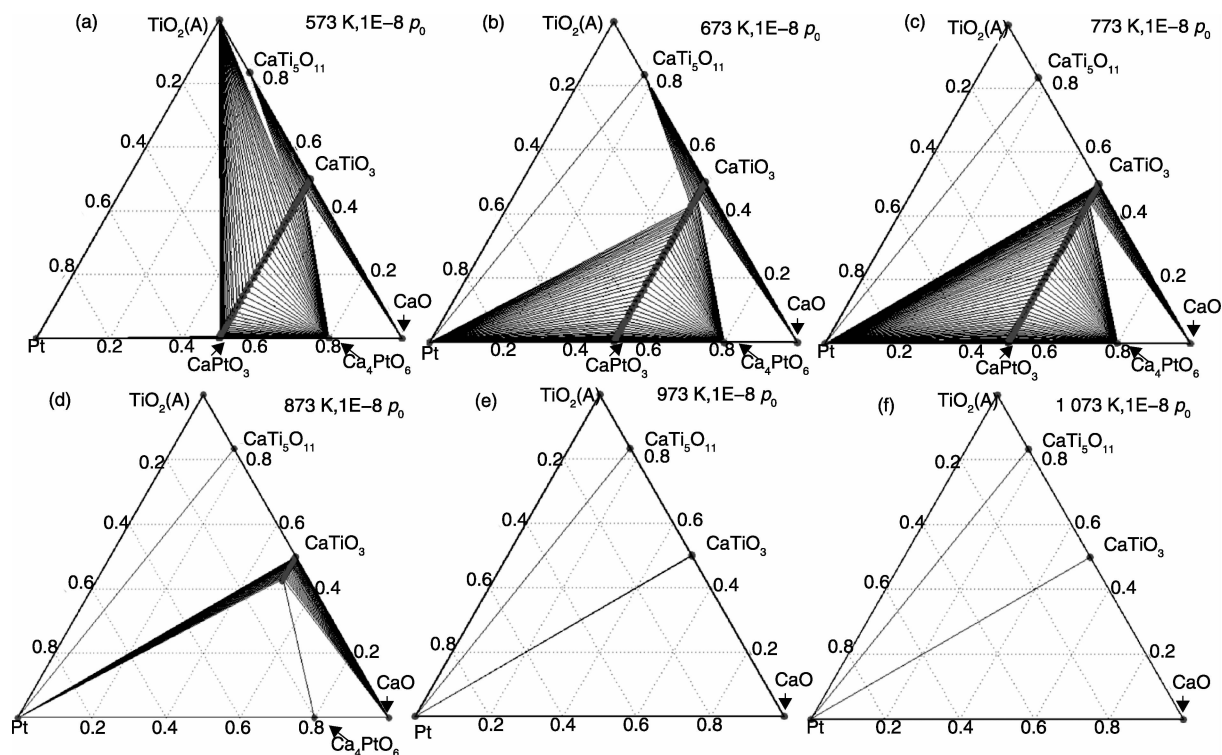 (a) 573 K,1E−8 p₀
TiO₂(A)
CaTi₅O₁₁
0.8
0.2
0.6
0.4
CaTiO₃
0.6
0.4
0.8
0.2
CaO
Pt
0.2
0.4
0.6
0.8
CaPtO₃
Ca₄PtO₆
(b) 673 K,1E−8 p₀
TiO₂(A)
CaTi₅O₁₁
0.8
0.2
0.6
0.4
CaTiO₃
0.6
0.4
0.8
0.2
CaO
Pt
0.2
0.4
0.6
0.8
CaPtO₃
Ca₄PtO₆
(c) 773 K,1E−8 p₀
TiO₂(A)
CaTi₅O₁₁
0.8
0.2
0.6
0.4
CaTiO₃
0.6
0.4
0.8
0.2
CaO
Pt
0.2
0.4
0.6
0.8
CaPtO₃
Ca₄PtO₆
(d) 873 K,1E−8 p₀
TiO₂(A)
CaTi₅O₁₁
0.8
0.2
0.6
0.4
CaTiO₃
0.6
0.4
0.8
0.2
CaO
Pt
0.2
0.4
0.6
0.8
Ca₄PtO₆
(e) 973 K,1E−8 p₀
TiO₂(A)
CaTi₅O₁₁
0.8
0.2
0.6
0.4
CaTiO₃
0.6
0.4
0.8
0.2
CaO
Pt
0.2
0.4
0.6
0.8
(f) 1 073 K,1E−8 p₀
TiO₂(A)
CaTi₅O₁₁
0.8
0.2
0.6
0.4
CaTiO₃
0.6
0.4
0.8
0.2
CaO
Pt
0.2
0.4
0.6
0.8